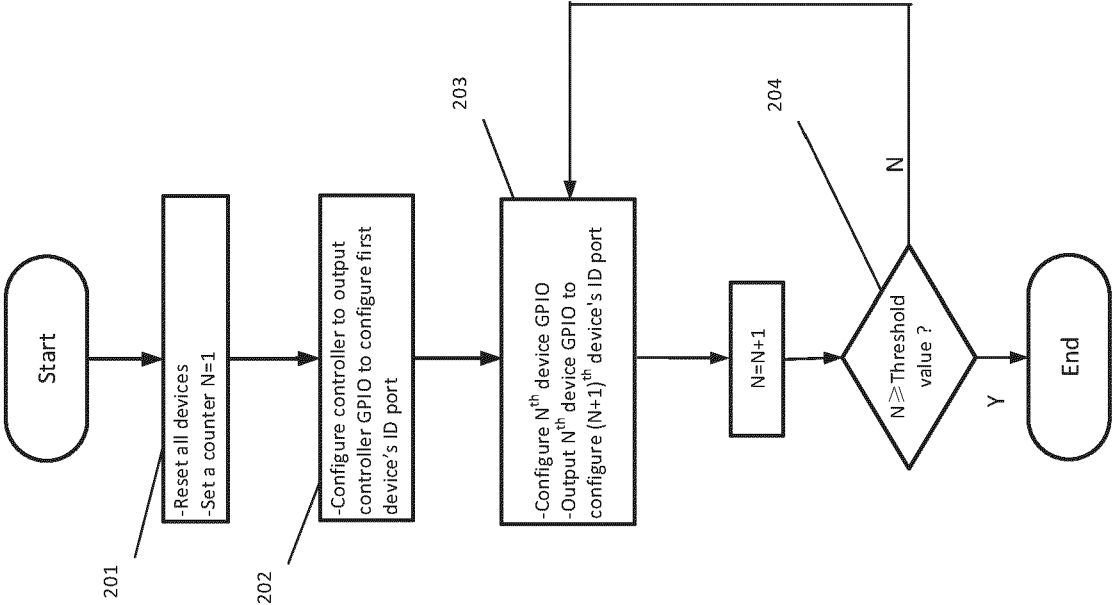 Start
201
-Reset all devices
-Set a counter N=1
202
-Configure controller to output
controller GPIO to configure first
device's ID port
203
-Configure Nth device GPIO
-Output Nth device GPIO to
configure (N+1)th device's ID port
N=N+1
204
N⩾Threshold
value ?
N
Y
End